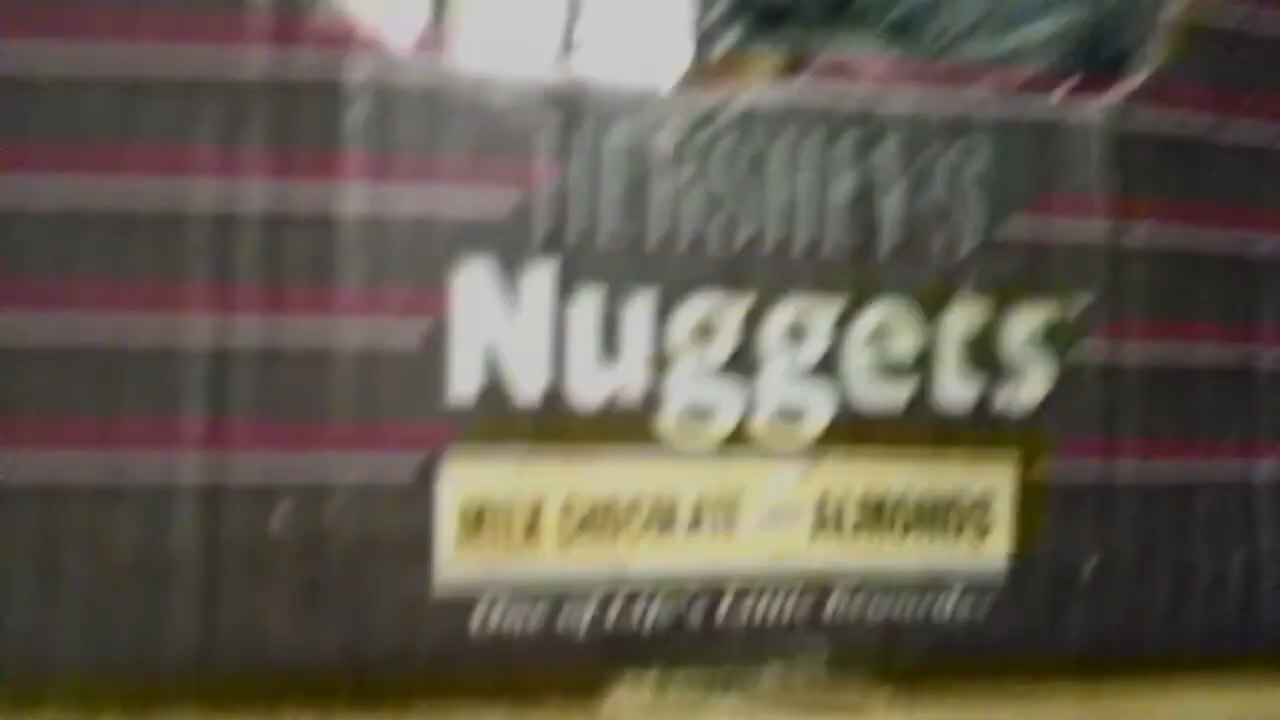 HERSHEY'S
Nuggets
MILK CHOCOLATE WITH ALMONDS
One of Life's Little Rewards